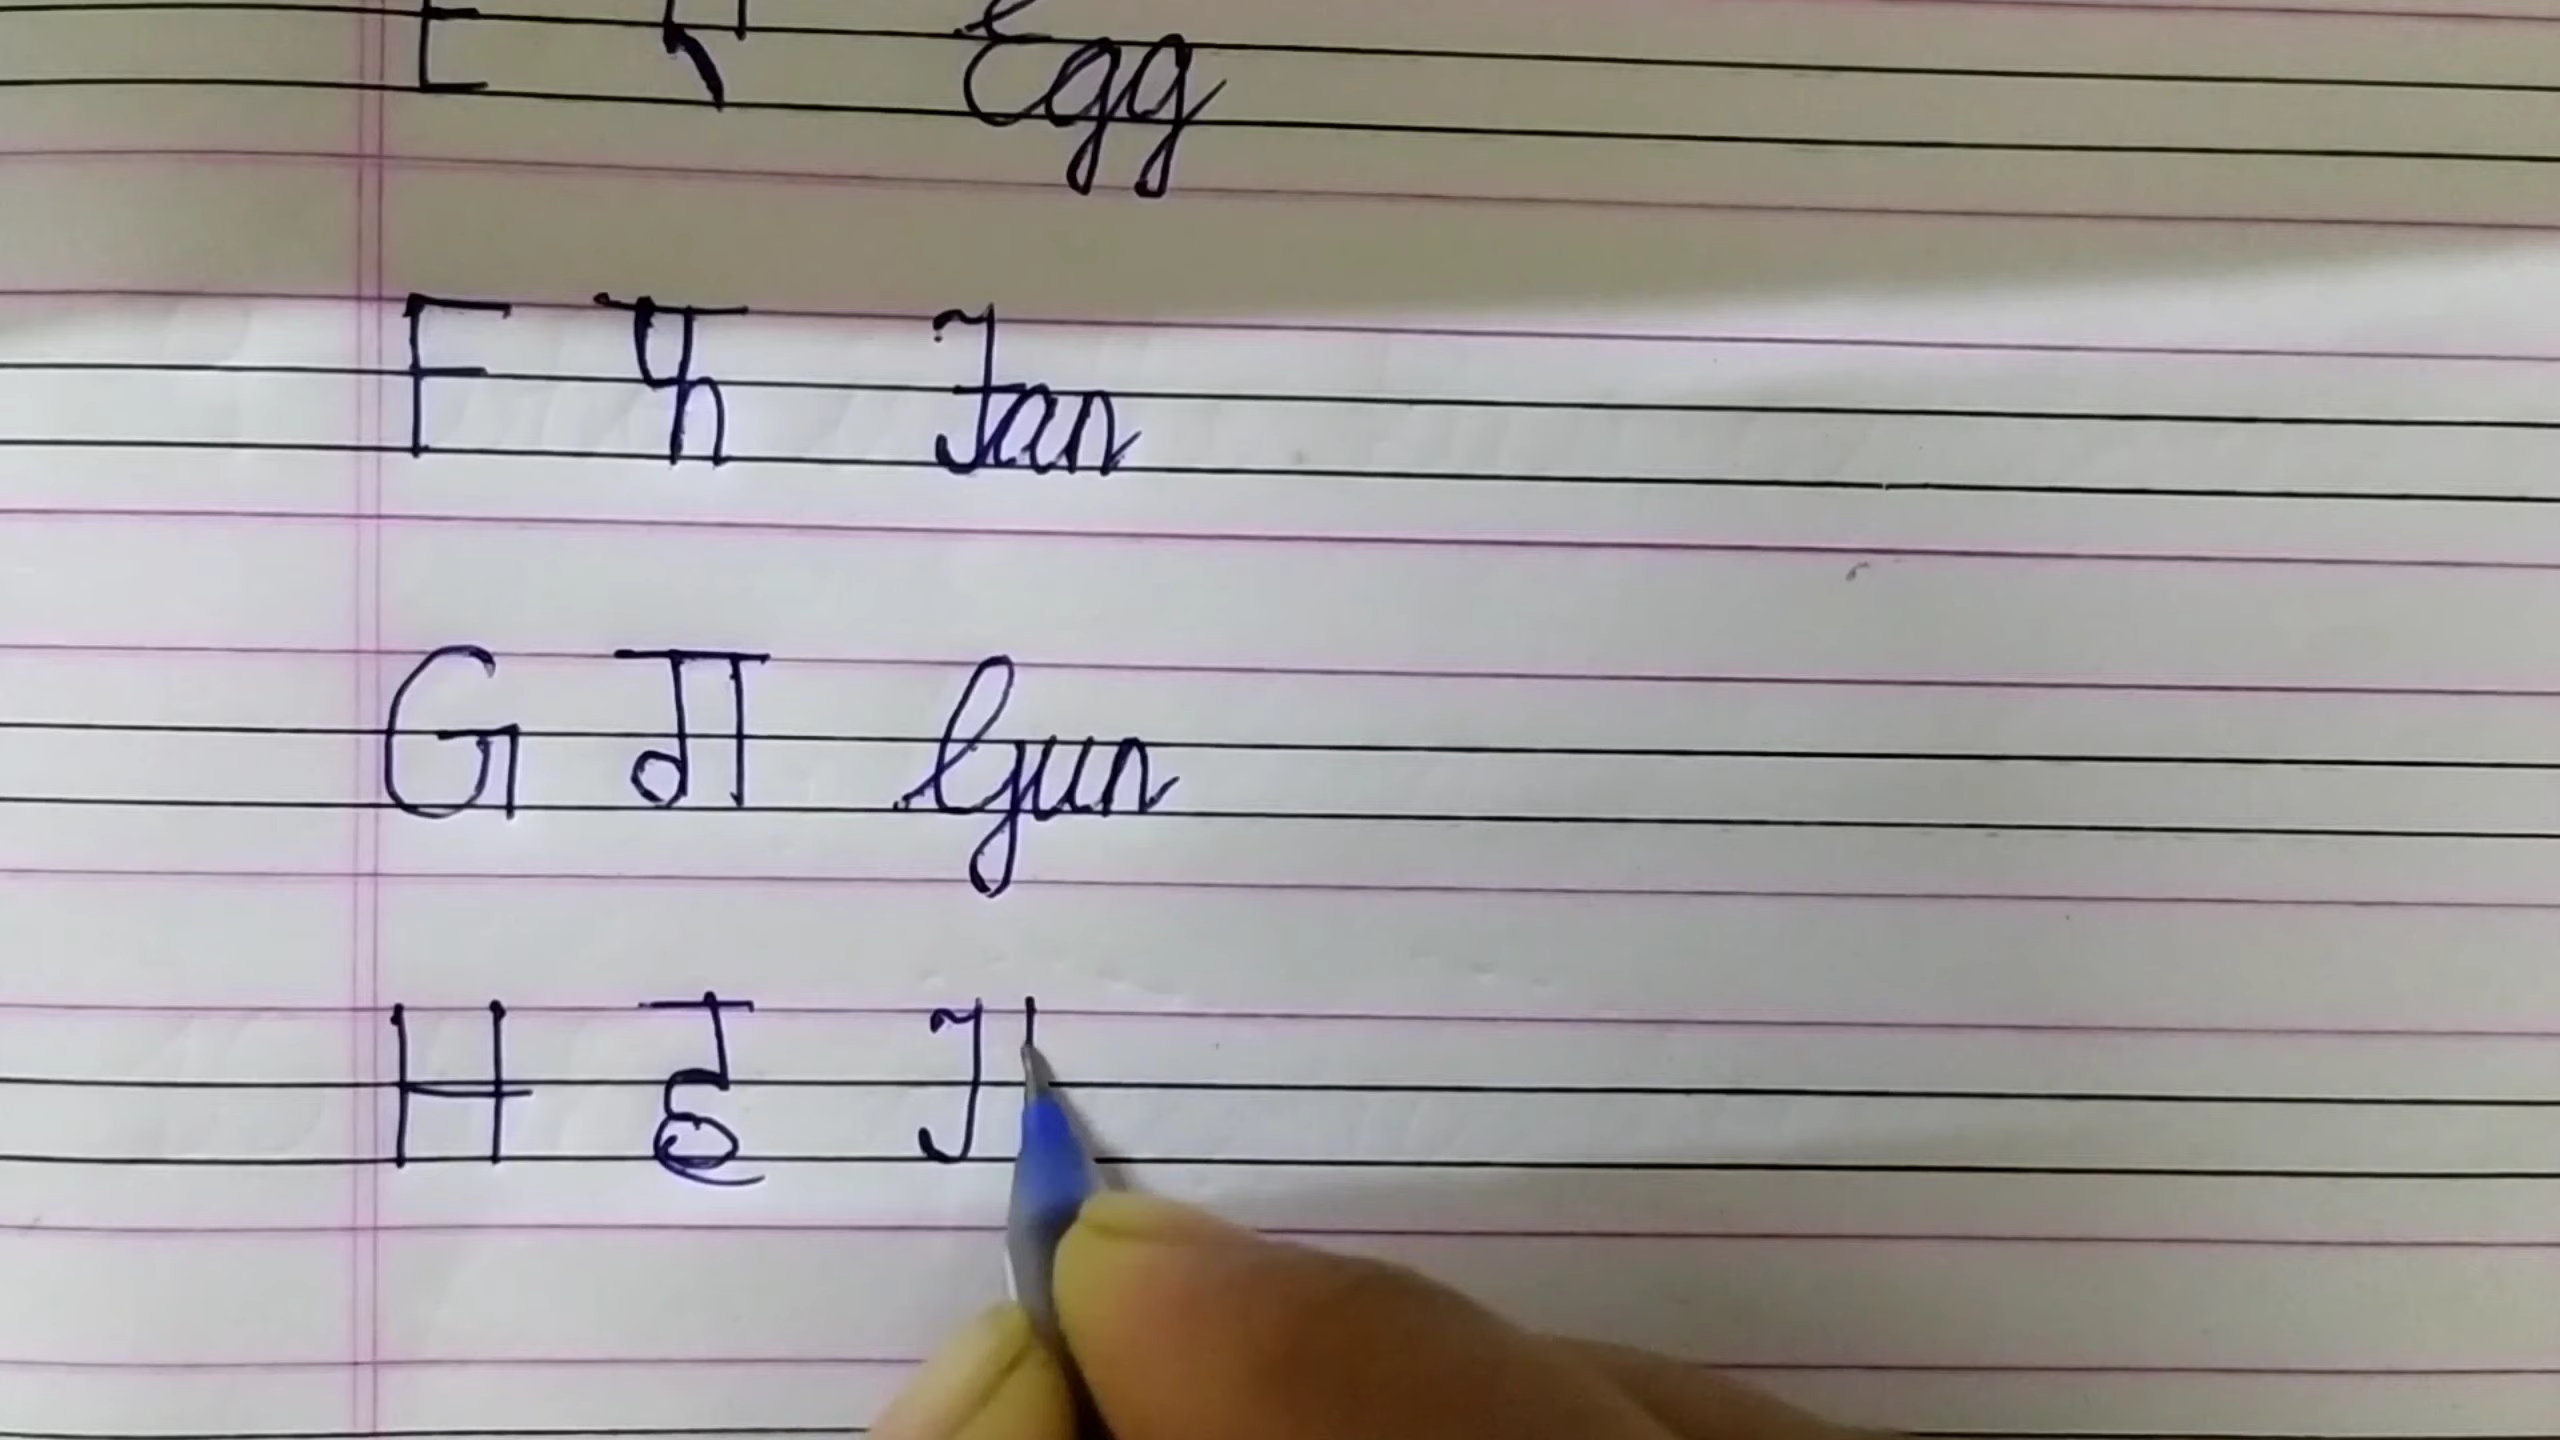 E Egg
F ਫ Fan
G ਗ Gun
H ਹ